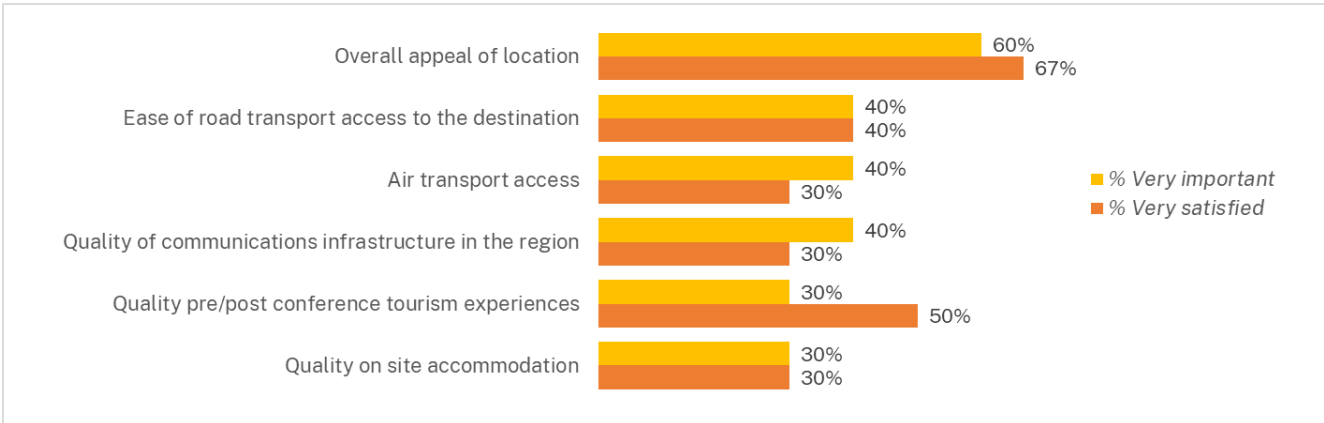 Overall appeal of location
60%
67%
Ease of road transport access to the destination
40%
40%
Air transport access
40%
30%
Quality of communications infrastructure in the region
40%
30%
Quality pre/post conference tourism experiences
30%
50%
Quality on site accommodation
30%
30%
% Very important
% Very satisfied